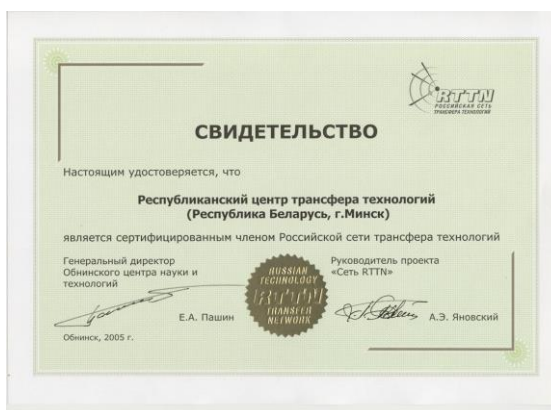 RTTN
РОССИЙСКАЯ СЕТЬ
ТРАНСФЕРА ТЕХНОЛОГИЙ
СВИДЕТЕЛЬСТВО
Настоящим удостоверяется, что
Республиканский центр трансфера технологий
(Республика Беларусь, г.Минск)
является сертифицированным членом Российской сети трансфера технологий
Генеральный директор
Обнинского центра науки и
технологий
Е.А. Пашин
Обнинск, 2005 г.
RUSSIAN
TECHNOLOGY
RTTN
TRANSFER
NETWORK
Руководитель проекта
«Сеть RTTN»
А.Э. Яновский